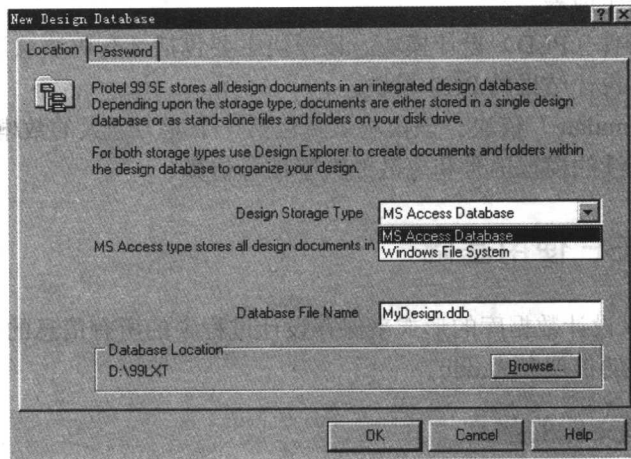 New Design Database
Location
Password
Protel 99 SE stores all design documents in an integrated design database.
Depending upon the storage type, documents are either stored in a single design
database or as stand-alone files and folders on your disk drive.
For both storage types use Design Explorer to create documents and folders within
the design database to organize your design.
Design Storage Type
MS Access Database
MS Access type stores all design documents in
MS Access Database
Windows File System
Database File Name
MyDesign.ddb
Database Location
D:\99LXT
Browse...
OK
Cancel
Help